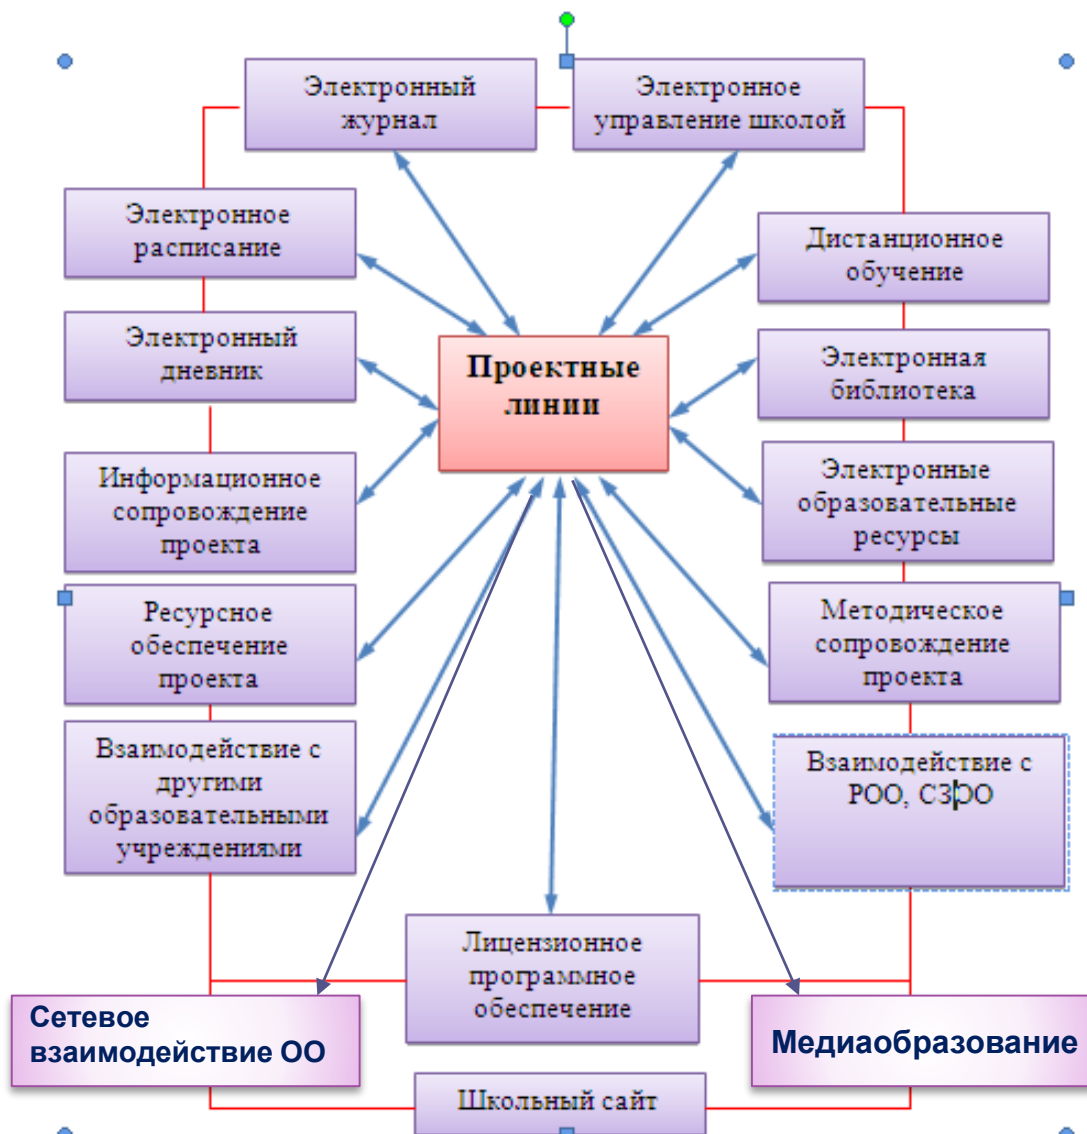 Электронный
журнал
Электронное
управление школой
Электронное
расписание
Дистанционное
обучение
Электронный
дневник
Проектные
линии
Электронная
библиотека
Информационное
сопровождение
проекта
Электронные
образовательные
ресурсы
Ресурсное
обеспечение
проекта
Методическое
сопровождение
проекта
Взаимодействие с
другими
образовательными
учреждениями
Взаимодействие с
РОО, СЗОО
Лицензионное
программное
обеспечение
Сетевое
взаимодействие ОО
Медиаобразование
Школьный сайт